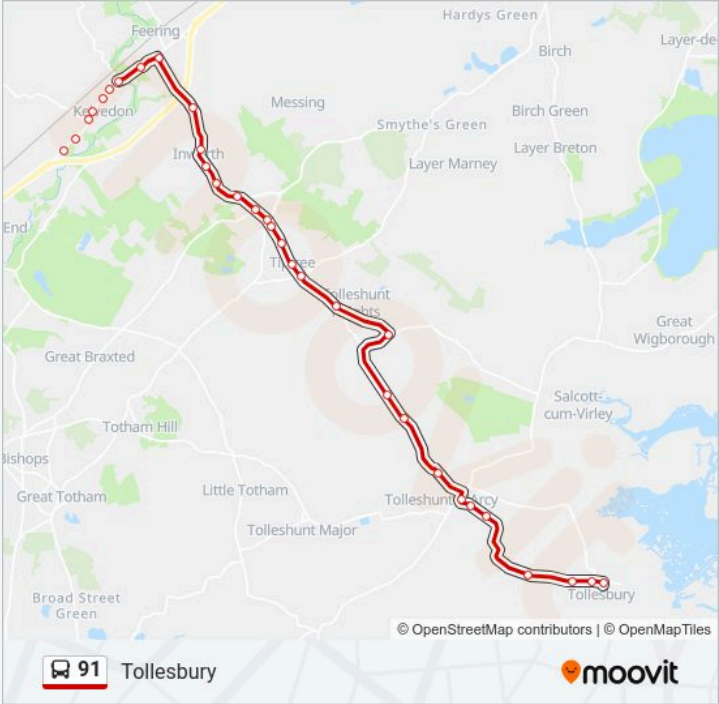 Hardys Green
Feering
Layer-de
Birch
Messing
Kelvedon
Birch Green
Smythe's Green
Layer Breton
Inworth
Layer Marney
End
Tiptree
Tolleshunt
Knights
Great
Wigborough
Great Braxted
Salcott-
cum-Virley
Totham Hill
Bishops
Little Totham
Great Totham
Tolleshunt D'Arcy
Tolleshunt Major
Broad Street
Green
Tollesbury
© OpenStreetMap contributors | © OpenMapTiles
91 Tollesbury
moovit